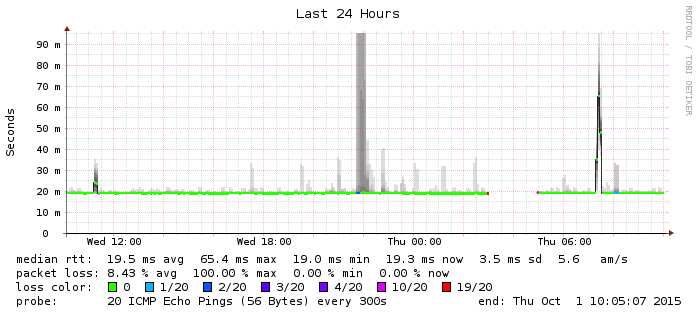 Last 24 Hours
RRDTOOL / TOBI OETIKER
Seconds
90 m
80 m
70 m
60 m
50 m
40 m
30 m
20 m
10 m
0
Wed 12:00 Wed 18:00 Thu 00:00 Thu 06:00
median rtt: 19.5 ms avg 65.4 ms max 19.0 ms min 19.3 ms now 3.5 ms sd 5.6 am/s
packet loss: 8.43 % avg 100.00 % max 0.00 % min 0.00 % now
loss color: 0 1/20 2/20 3/20 4/20 10/20 19/20
probe: 20 ICMP Echo Pings (56 Bytes) every 300s end: Thu Oct 1 10:05:07 2015